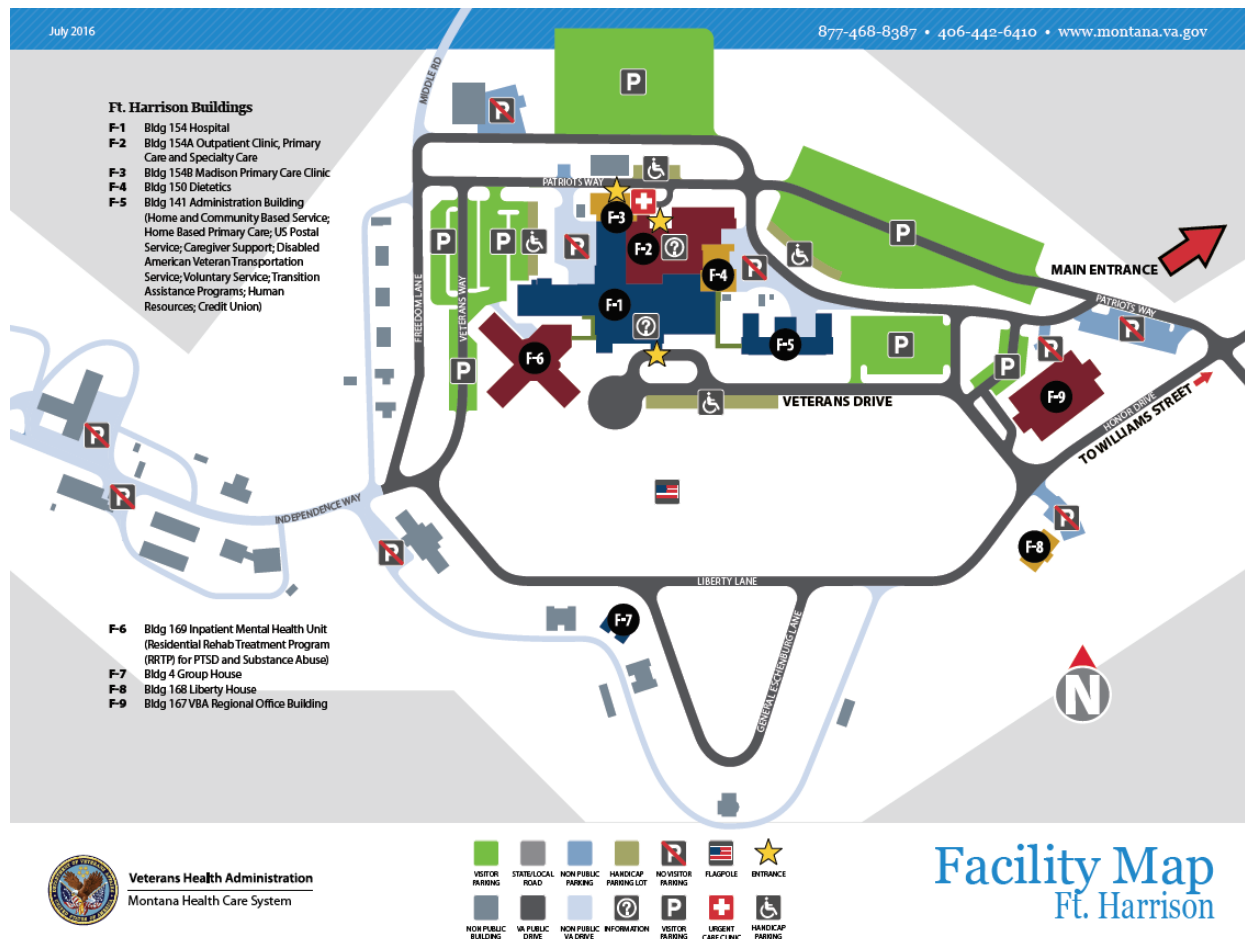 July 2016
877-468-8387 • 406-442-6410 • www.montana.va.gov
MIDDLE RD
Ft. Harrison Buildings
F-1 Bldg 154 Hospital
F-2 Bldg 154A Outpatient Clinic, Primary
Care and Specialty Care
F-3 Bldg 154B Madison Primary Care Clinic
F-4 Bldg 150 Dietetics
F-5 Bldg 141 Administration Building
(Home and Community Based Service;
Home Based Primary Care; US Postal
Service; Caregiver Support; Disabled
American Veteran Transportation
Service; Voluntary Service; Transition
Assistance Programs; Human
Resources; Credit Union)
P
P
PATRIOTS WAY
F-3
F-2
?
F-4
P
P
P
P
P
MAIN ENTRANCE
PATRIOTS WAY
P
FREEDOM LANE
VETERANS WAY
F-1
?
F-5
P
P
P
F-6
P
F-9
VETERANS DRIVE
HONOR DRIVE
TO WILLIAMS STREET
P
P
INDEPENDENCE WAY
P
P
F-8
LIBERTY LANE
F-7
GENERAL ESCHENBURG LANE
F-6 Bldg 169 Inpatient Mental Health Unit
(Residential Rehab Treatment Program
(RRTP) for PTSD and Substance Abuse)
F-7 Bldg 4 Group House
F-8 Bldg 168 Liberty House
F-9 Bldg 167 VBA Regional Office Building
N
Veterans Health Administration
Montana Health Care System
P
VISITOR PARKING
STATE/LOCAL ROAD
NON PUBLIC PARKING
HANDICAP PARKING LOT
NO VISITOR PARKING
FLAGPOLE
ENTRANCE
? P
NON PUBLIC BUILDING
VA PUBLIC DRIVE
NON PUBLIC VA DRIVE
INFORMATION
VISITOR PARKING
URGENT CARE CLINIC
HANDICAP PARKING
Facility Map
Ft. Harrison